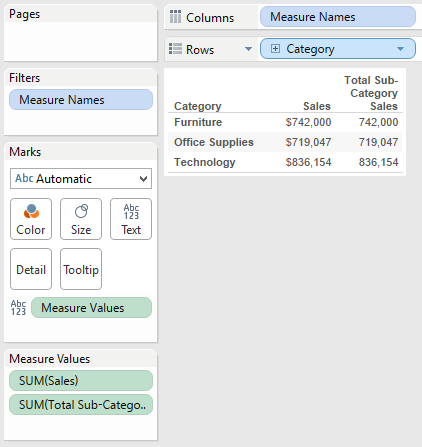 Pages
Columns
Measure Names
Rows
Category
Filters
Measure Names
Marks
Abc Automatic
Color
Size
Abc
123
Text
Detail
Tooltip
Abc
123
Measure Values
Measure Values
SUM(Sales)
SUM(Total Sub-Catego..
Total Sub-
Category
Category Sales Sales
Furniture $742,000 742,000
Office Supplies $719,047 719,047
Technology $836,154 836,154